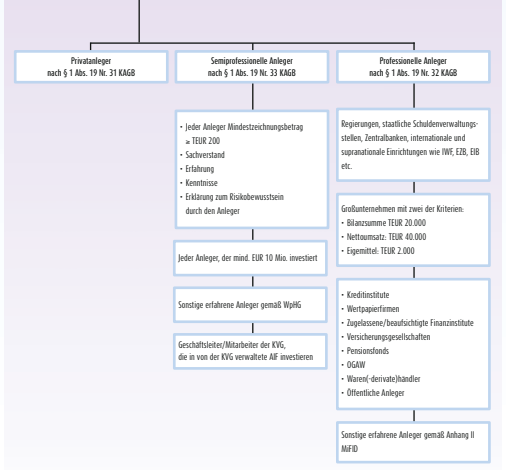 Privatanleger
nach § 1 Abs. 19 Nr. 31 KAGB
Semiprofessionelle Anleger
nach § 1 Abs. 19 Nr. 33 KAGB
Professionelle Anleger
nach § 1 Abs. 19 Nr. 32 KAGB
• Jeder Anleger Mindestzeichnungsbetrag
≥ TEUR 200
• Sachverstand
• Erfahrung
• Kenntnisse
• Erklärung zum Risikobewusstsein
durch den Anleger
Jeder Anleger, der mind. EUR 10 Mio. investiert
Sonstige erfahrene Anleger gemäß WpHG
Geschäftsleiter/Mitarbeiter der KVG,
die in von der KVG verwaltete AIF investieren
Regierungen, staatliche Schuldenverwaltungs-
stellen, Zentralbanken, internationale und
supranationale Einrichtungen wie IWF, EZB, EIB
etc.
Großunternehmen mit zwei der Kriterien:
• Bilanzsumme TEUR 20.000
• Nettoumsatz: TEUR 40.000
• Eigemittel: TEUR 2.000
• Kreditinstitute
• Wertpapierfirmen
• Zugelassene/beaufsichtigte Finanzinstitute
• Versicherungsgesellschaften
• Pensionsfonds
• OGAW
• Waren(-derivate)händler
• Öffentliche Anleger
Sonstige erfahrene Anleger gemäß Anhang II
MiFID